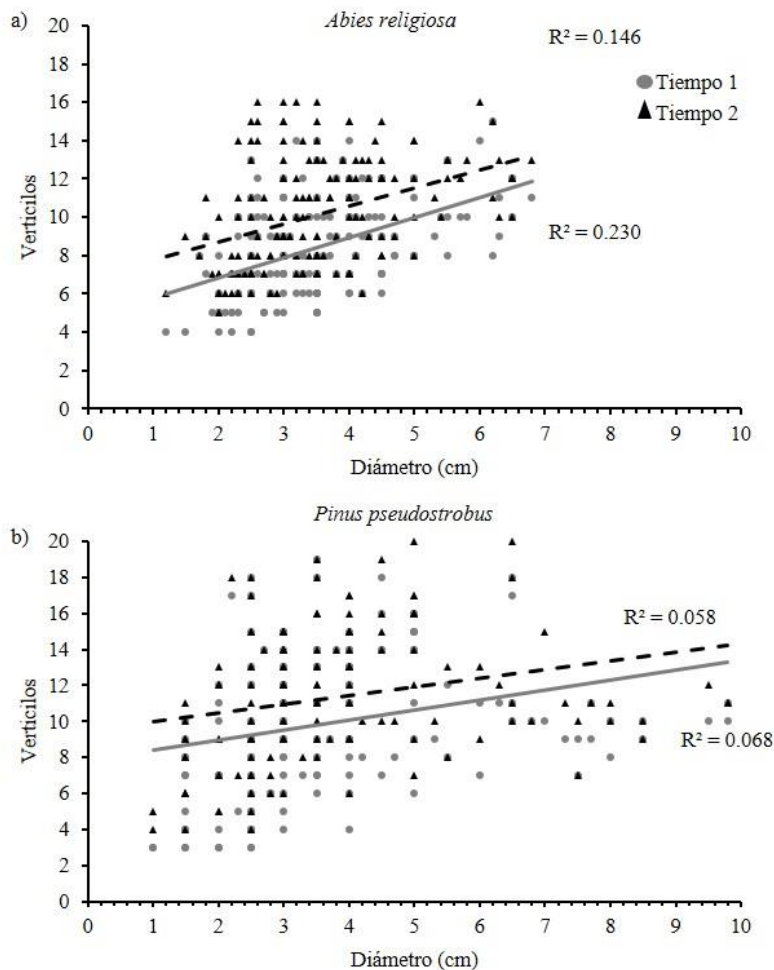 a)
Abies religiosa
R² = 0.146
Tiempo 1
Tiempo 2
R² = 0.230
Verticilos
20
18
16
14
12
10
8
6
4
2
0
0 1 2 3 4 5 6 7 8 9 10
Diámetro (cm)
b)
Pinus pseudostrobus
R² = 0.058
R² = 0.068
Verticilos
20
18
16
14
12
10
8
6
4
2
0
0 1 2 3 4 5 6 7 8 9 10
Diámetro (cm)